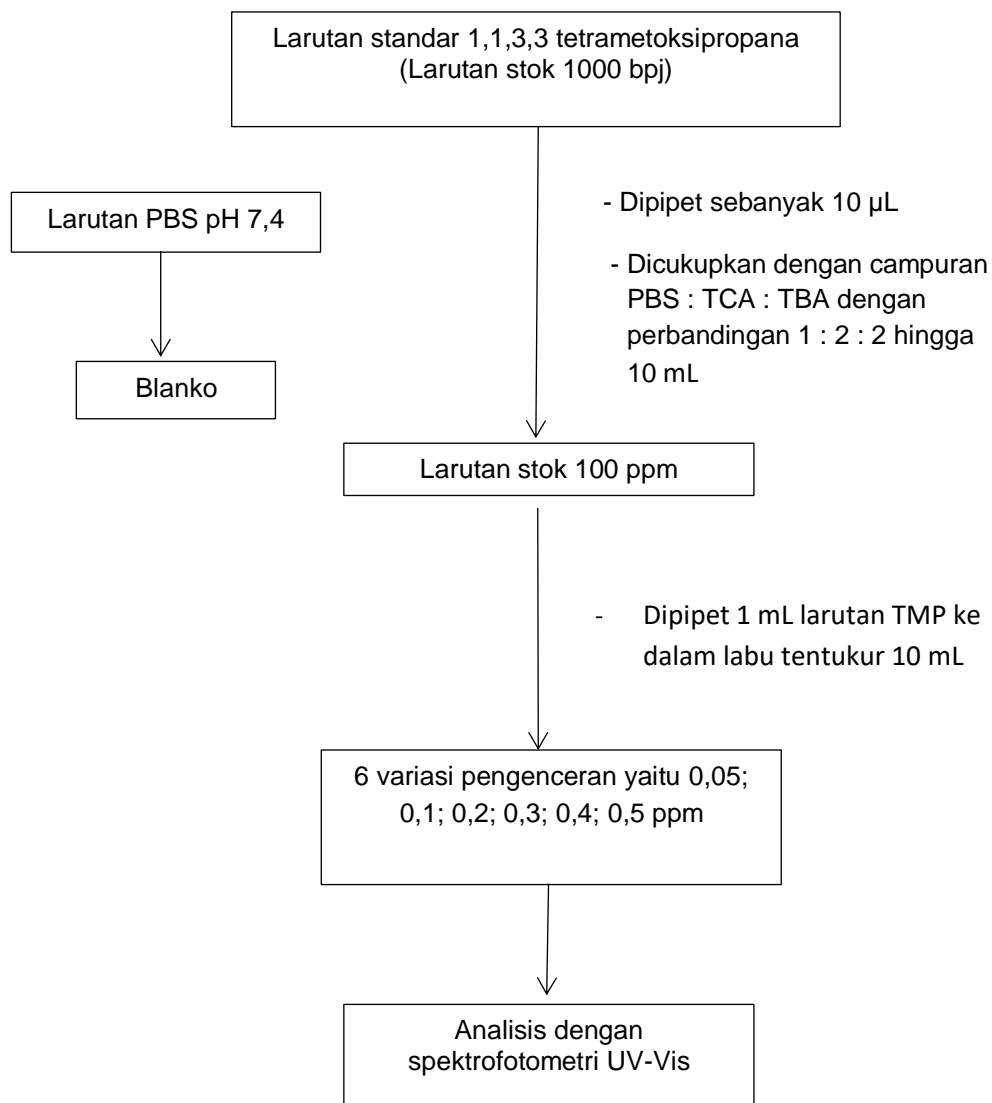 Larutan standar 1,1,3,3 tetrametoksipropana
(Larutan stok 1000 bpj)
Larutan PBS pH 7,4
Blanko
- Dipipet sebanyak 10 µL
- Dicukupkan dengan campuran
PBS : TCA : TBA dengan
perbandingan 1 : 2 : 2 hingga
10 mL
Larutan stok 100 ppm
- Dipipet 1 mL larutan TMP ke
dalam labu tentukur 10 mL
6 variasi pengenceran yaitu 0,05;
0,1; 0,2; 0,3; 0,4; 0,5 ppm
Analisis dengan
spektrofotometri UV-Vis